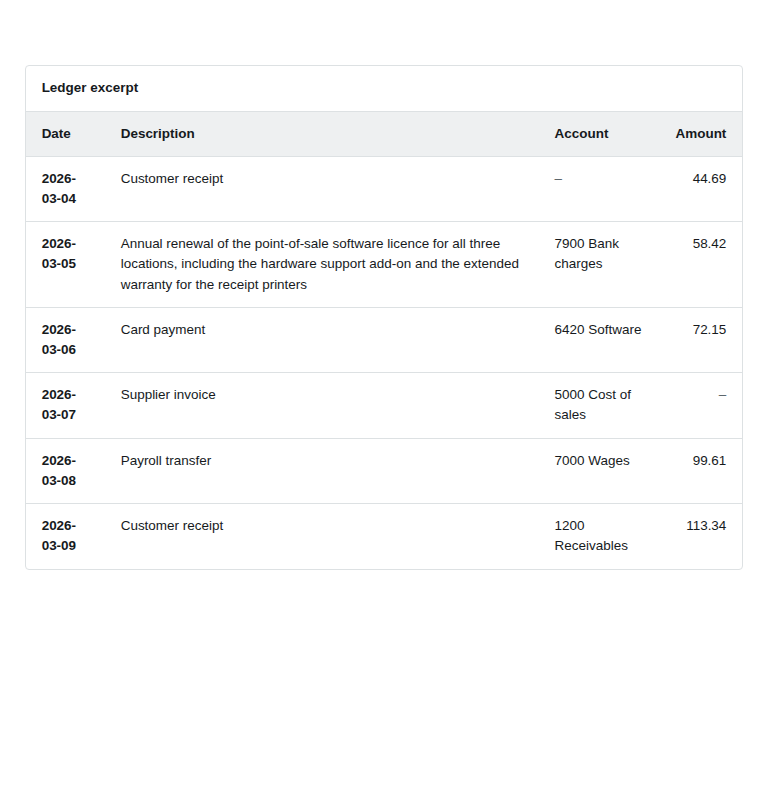 Ledger excerpt
Date Description Account Amount
2026-
03-04 Customer receipt – 44.69
2026-
03-05 Annual renewal of the point-of-sale software licence for all three
locations, including the hardware support add-on and the extended
warranty for the receipt printers 7900 Bank
charges 58.42
2026-
03-06 Card payment 6420 Software 72.15
2026-
03-07 Supplier invoice 5000 Cost of
sales –
2026-
03-08 Payroll transfer 7000 Wages 99.61
2026-
03-09 Customer receipt 1200
Receivables 113.34